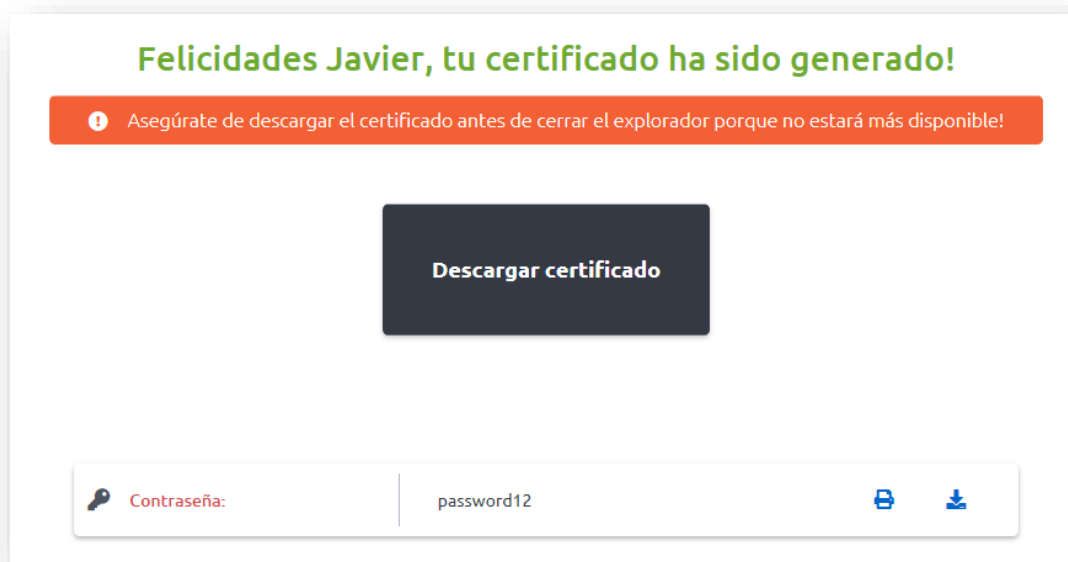 Felicidades Javier, tu certificado ha sido generado!
Asegúrate de descargar el certificado antes de cerrar el explorador porque no estará más disponible!
Descargar certificado
Contraseña:
password12